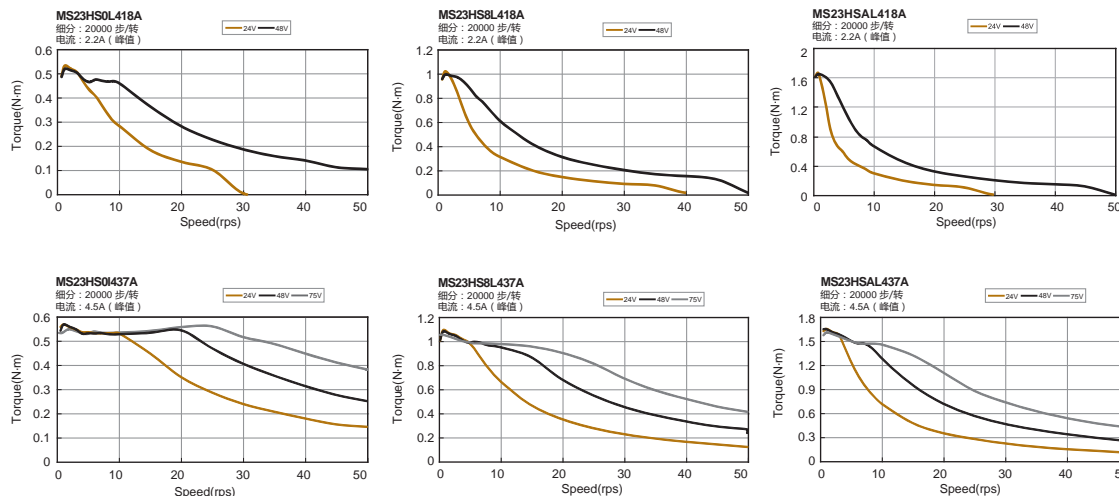 MS23HS0L418A
细分：20000 步/转
电流：2.2A（峰值）
24V 48V
Torque(N·m)
0.6
0.5
0.4
0.3
0.2
0.1
0
0 10 20 30 40 50
Speed(rps)
MS23HS8L418A
细分：20000 步/转
电流：2.2A（峰值）
24V 48V
Torque(N·m)
1.2
1
0.8
0.6
0.4
0.2
0
0 10 20 30 40 50
Speed(rps)
MS23HSAL418A
细分：20000 步/转
电流：2.2A（峰值）
24V 48V
Torque(N·m)
2
1.6
1.2
0.8
0.4
0
0 10 20 30 40 50
Speed(rps)
MS23HS0I437A
细分：20000 步/转
电流：4.5A（峰值）
24V 48V 75V
Torque(N·m)
0.6
0.5
0.4
0.3
0.2
0.1
0
0 10 20 30 40 50
Speed(rps)
MS23HS8L437A
细分：20000 步/转
电流：4.5A（峰值）
24V 48V 75V
Torque(N·m)
1.2
1
0.8
0.6
0.4
0.2
0
0 10 20 30 40 50
Speed(rps)
MS23HSAL437A
细分：20000 步/转
电流：4.5A（峰值）
24V 48V 75V
Torque(N·m)
1.8
1.5
1.2
0.9
0.6
0.3
0
0 10 20 30 40 50
Speed(rps)